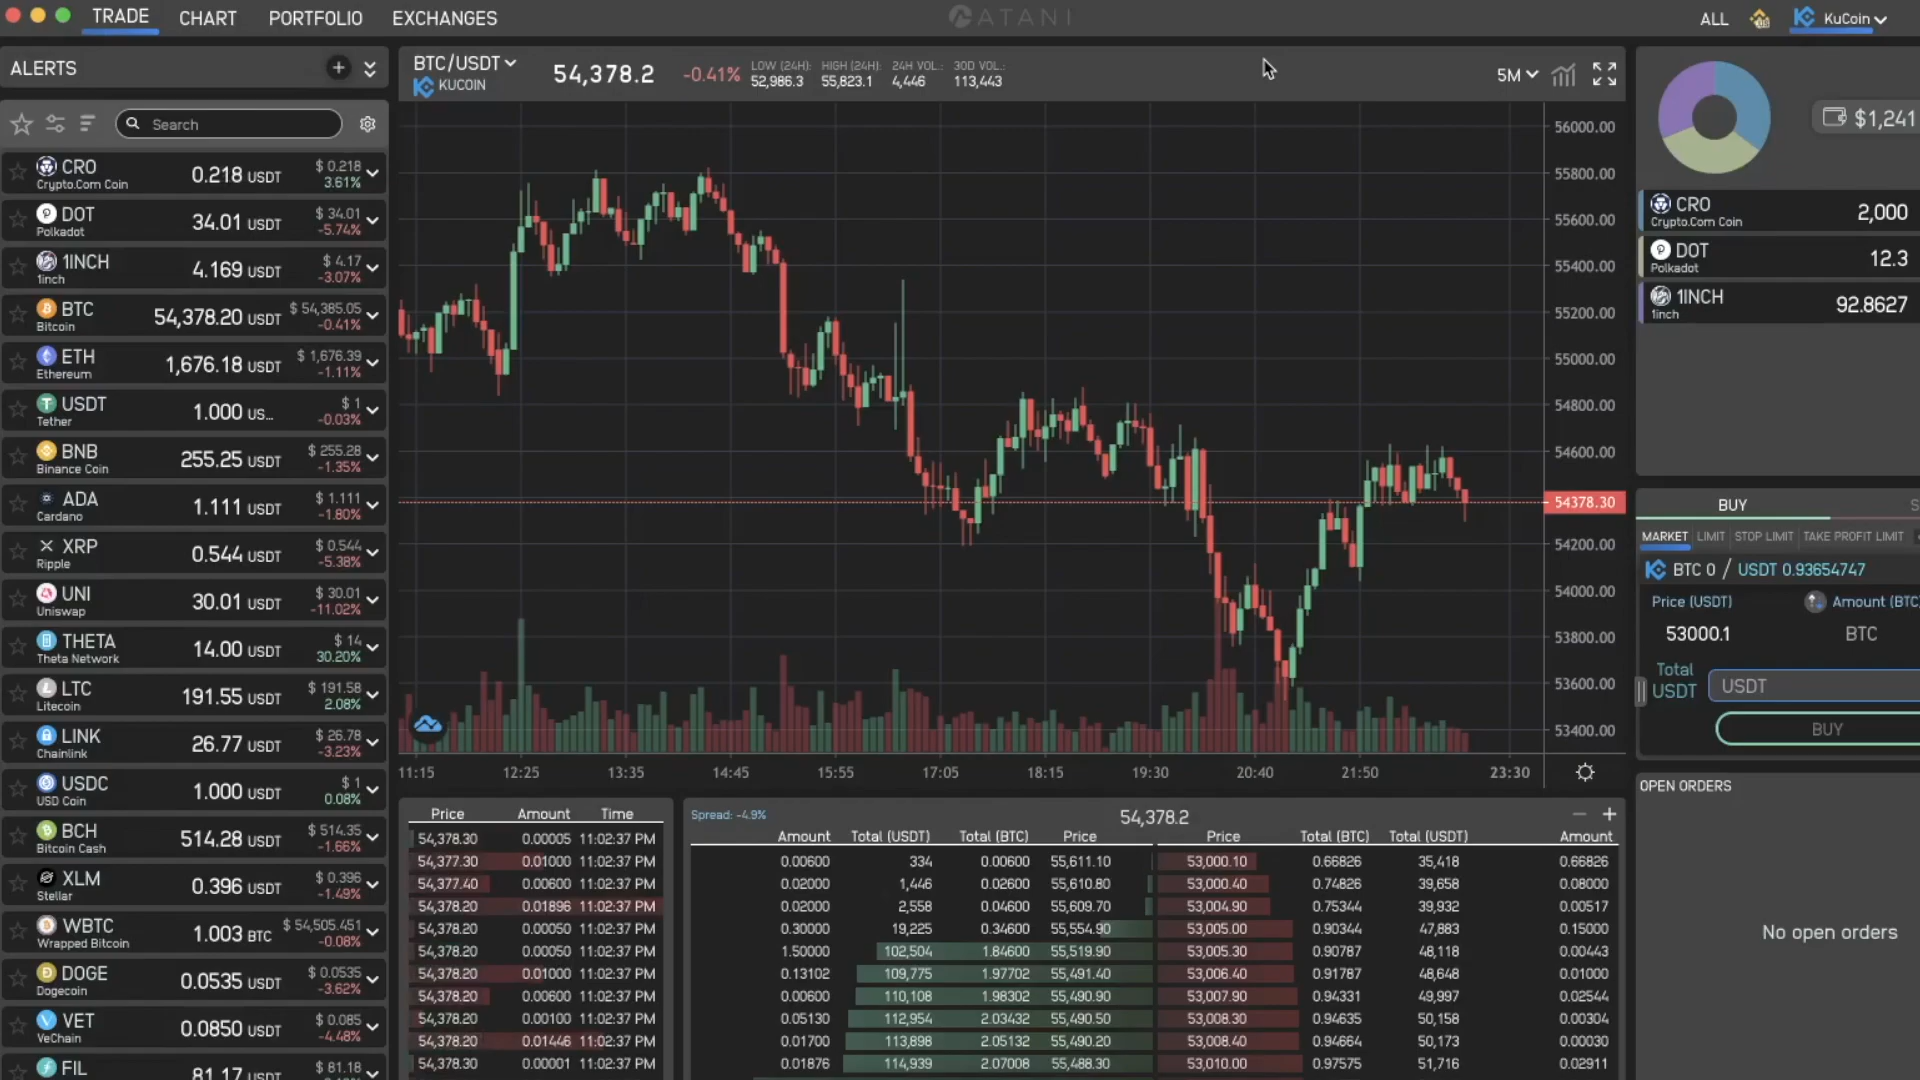 TRADE CHART PORTFOLIO EXCHANGES
ATANI
ALL KuCoin
ALERTS
Search
CRO 0.218 USDT $ 0.218
Crypto.Com Coin 3.61%
DOT 34.01 USDT $ 34.01
Polkadot -5.74%
1INCH 4.169 USDT $ 4.17
1inch -3.07%
BTC 54,378.20 USDT $ 54,385.05
Bitcoin -0.41%
ETH 1,676.18 USDT $ 1,676.39
Ethereum -1.11%
USDT 1.000 US... $ 1
Tether -0.03%
BNB 255.25 USDT $ 255.28
Binance Coin -1.35%
ADA 1.111 USDT $ 1.111
Cardano -1.80%
XRP 0.544 USDT $ 0.544
Ripple -5.38%
UNI 30.01 USDT $ 30.01
Uniswap -11.02%
THETA 14.00 USDT $ 14
Theta Network 30.20%
LTC 191.55 USDT $ 191.58
Litecoin 2.08%
LINK 26.77 USDT $ 26.78
Chainlink -3.23%
USDC 1.000 USDT $ 1
USD Coin 0.08%
BCH 514.28 USDT $ 514.35
Bitcoin Cash -1.66%
XLM 0.396 USDT $ 0.396
Stellar -1.49%
WBTC 1.003 BTC $ 54,505.451
Wrapped Bitcoin -0.08%
DOGE 0.0535 USDT $ 0.0535
Dogecoin -3.62%
VET 0.0850 USDT $ 0.085
VeChain -4.48%
FIL 81.17 USDT $ 81.18
BTC/USDT 54,378.2 -0.41% LOW (24H): HIGH (24H): 24H VOL.: 30D VOL.:
KUCOIN 52,986.3 55,823.1 4,446 113,443
5M
56000.00
55800.00
55600.00
55400.00
55200.00
55000.00
54800.00
54600.00
54378.30
54200.00
54000.00
53800.00
53600.00
53400.00
11:15 12:25 13:35 14:45 15:55 17:05 18:15 19:30 20:40 21:50 23:30
Price Amount Time
54,378.30 0.00005 11:02:37 PM
54,377.30 0.01000 11:02:37 PM
54,377.40 0.00600 11:02:37 PM
54,378.20 0.01896 11:02:37 PM
54,378.20 0.00050 11:02:37 PM
54,378.20 0.00050 11:02:37 PM
54,378.20 0.01000 11:02:37 PM
54,378.20 0.00600 11:02:37 PM
54,378.20 0.00100 11:02:37 PM
54,378.20 0.01446 11:02:37 PM
54,378.30 0.00001 11:02:37 PM
Spread: -4.9% 54,378.2
Amount Total (USDT) Total (BTC) Price Price Total (BTC) Total (USDT) Amount
0.00600 334 0.00600 55,611.10 53,000.10 0.66826 35,418 0.66826
0.02000 1,446 0.02600 55,610.80 53,000.40 0.74826 39,658 0.08000
0.02000 2,558 0.04600 55,609.70 53,004.90 0.75344 39,932 0.00517
0.30000 19,225 0.34600 55,554.90 53,005.00 0.90344 47,883 0.15000
1.50000 102,504 1.84600 55,519.90 53,005.30 0.90787 48,118 0.00443
0.13102 109,775 1.97702 55,491.40 53,006.40 0.91787 48,648 0.01000
0.00600 110,108 1.98302 55,490.90 53,007.90 0.94331 49,997 0.02544
0.05130 112,954 2.03432 55,490.50 53,008.30 0.94635 50,158 0.00304
0.01700 113,898 2.05132 55,490.20 53,008.40 0.94664 50,173 0.00030
0.01876 114,939 2.07008 55,488.30 53,010.00 0.97575 51,716 0.02911
$1,241
CRO 2,000
Crypto.Com Coin
DOT 12.3
Polkadot
1INCH 92.8627
1inch
BUY S
MARKET LIMIT STOP LIMIT TAKE PROFIT LIMIT
BTC 0 / USDT 0.93654747
Price (USDT) Amount (BTC)
53000.1 BTC
Total
USDT USDT
BUY
OPEN ORDERS
No open orders